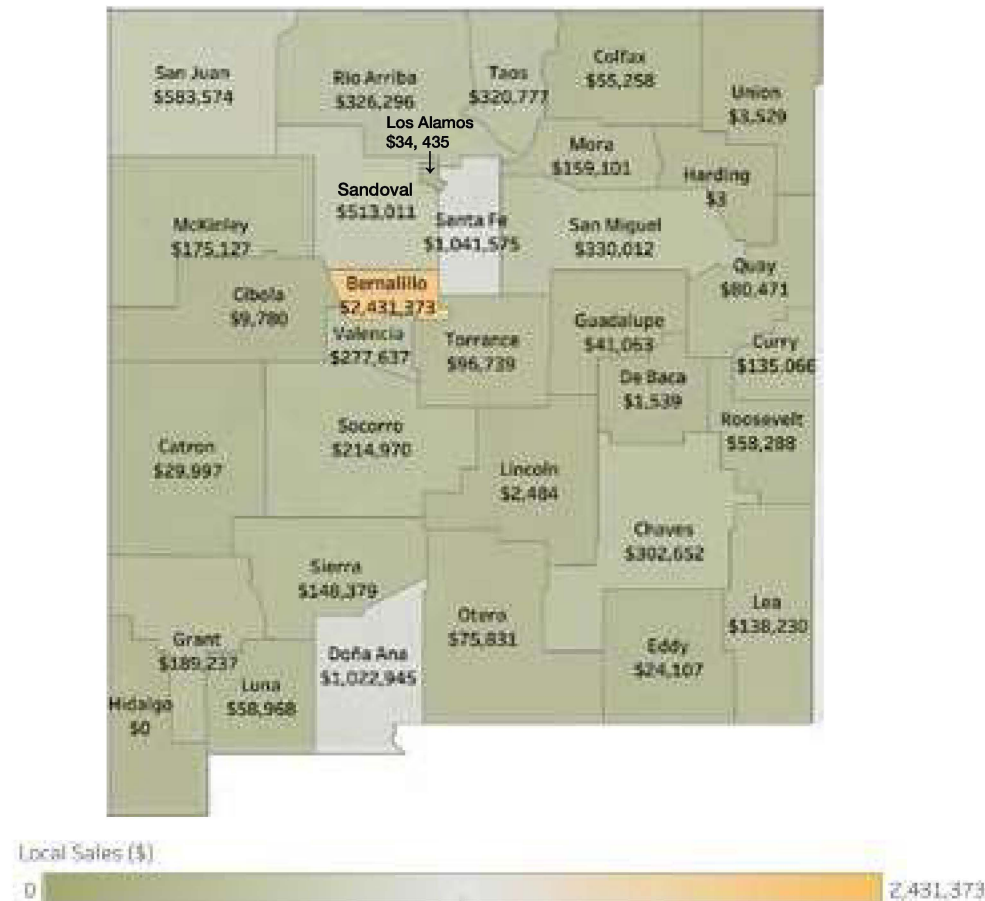 San Juan
$583,574
Rio Arriba
$326,296
Taos
$320,777
Colfax
$55,258
Union
$3,529
Los Alamos
$34, 435
Mora
$159,101
Harding
$3
Sandoval
$513,011
Santa Fe
$1,041,575
San Miguel
$330,012
McKinley
$175,127
Quay
$80,471
Cibola
$9,780
Bernalillo
$2,431,373
Valencia
$277,637
Torrance
$96,739
Guadalupe
$41,063
Curry
$135,066
De Baca
$1,539
Roosevelt
$58,288
Catron
$29,997
Socorro
$214,970
Lincoln
$2,484
Chaves
$302,652
Sierra
$148,379
Otero
$75,831
Lea
$138,230
Grant
$189,237
Doña Ana
$1,022,945
Eddy
$24,107
Luna
$58,968
Hidalgo
$0
Local Sales ($)
0
2,431,373